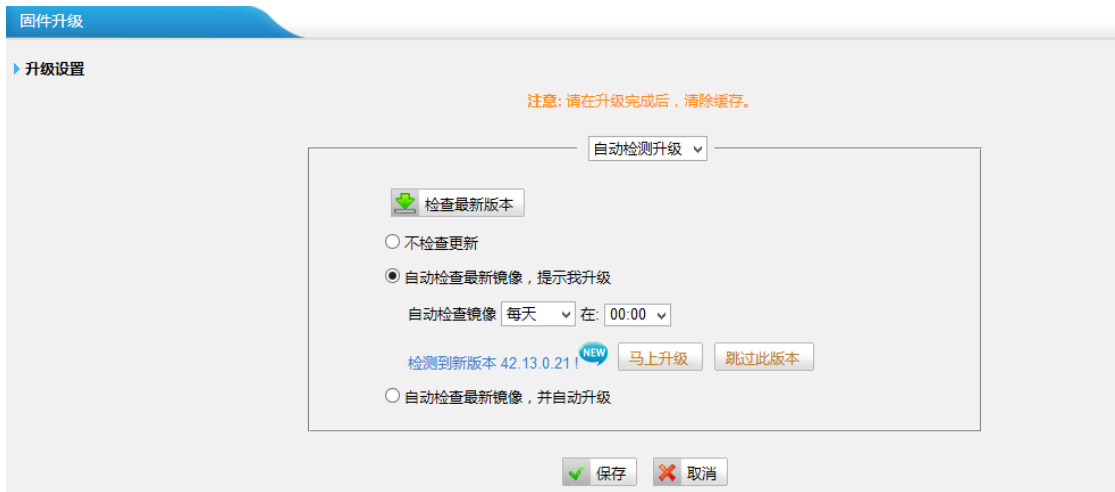 固件升级
升级设置
注意: 请在升级完成后，清除缓存。
自动检测升级
检查最新版本
不检查更新
自动检查最新镜像，提示我升级
自动检查镜像 每天 在: 00:00
检测到新版本 42.13.0.21 ! NEW 马上升级 跳过此版本
自动检查最新镜像，并自动升级
保存 取消